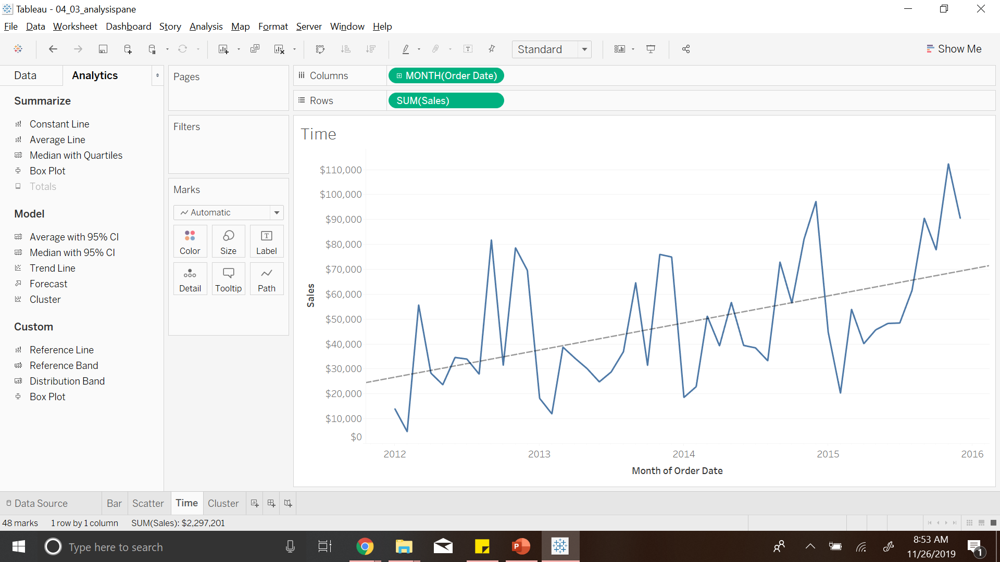 Tableau - 04_03_analysispane
File Data Worksheet Dashboard Story Analysis Map Format Server Window Help
Standard
Show Me
Data Analytics
Summarize
Constant Line
Average Line
Median with Quartiles
Box Plot
Totals
Model
Average with 95% CI
Median with 95% CI
Trend Line
Forecast
Cluster
Custom
Reference Line
Reference Band
Distribution Band
Box Plot
Pages
Filters
Marks
Automatic
Color Size Label
Detail Tooltip Path
Columns MONTH(Order Date)
Rows SUM(Sales)
Time
$110,000
$100,000
$90,000
$80,000
$70,000
$60,000
$50,000
$40,000
$30,000
$20,000
$10,000
$0
Sales
2012 2013 2014 2015 2016
Month of Order Date
Data Source Bar Scatter Time Cluster
48 marks 1 row by 1 column SUM(Sales): $2,297,201
Type here to search
8:53 AM
11/26/2019
1